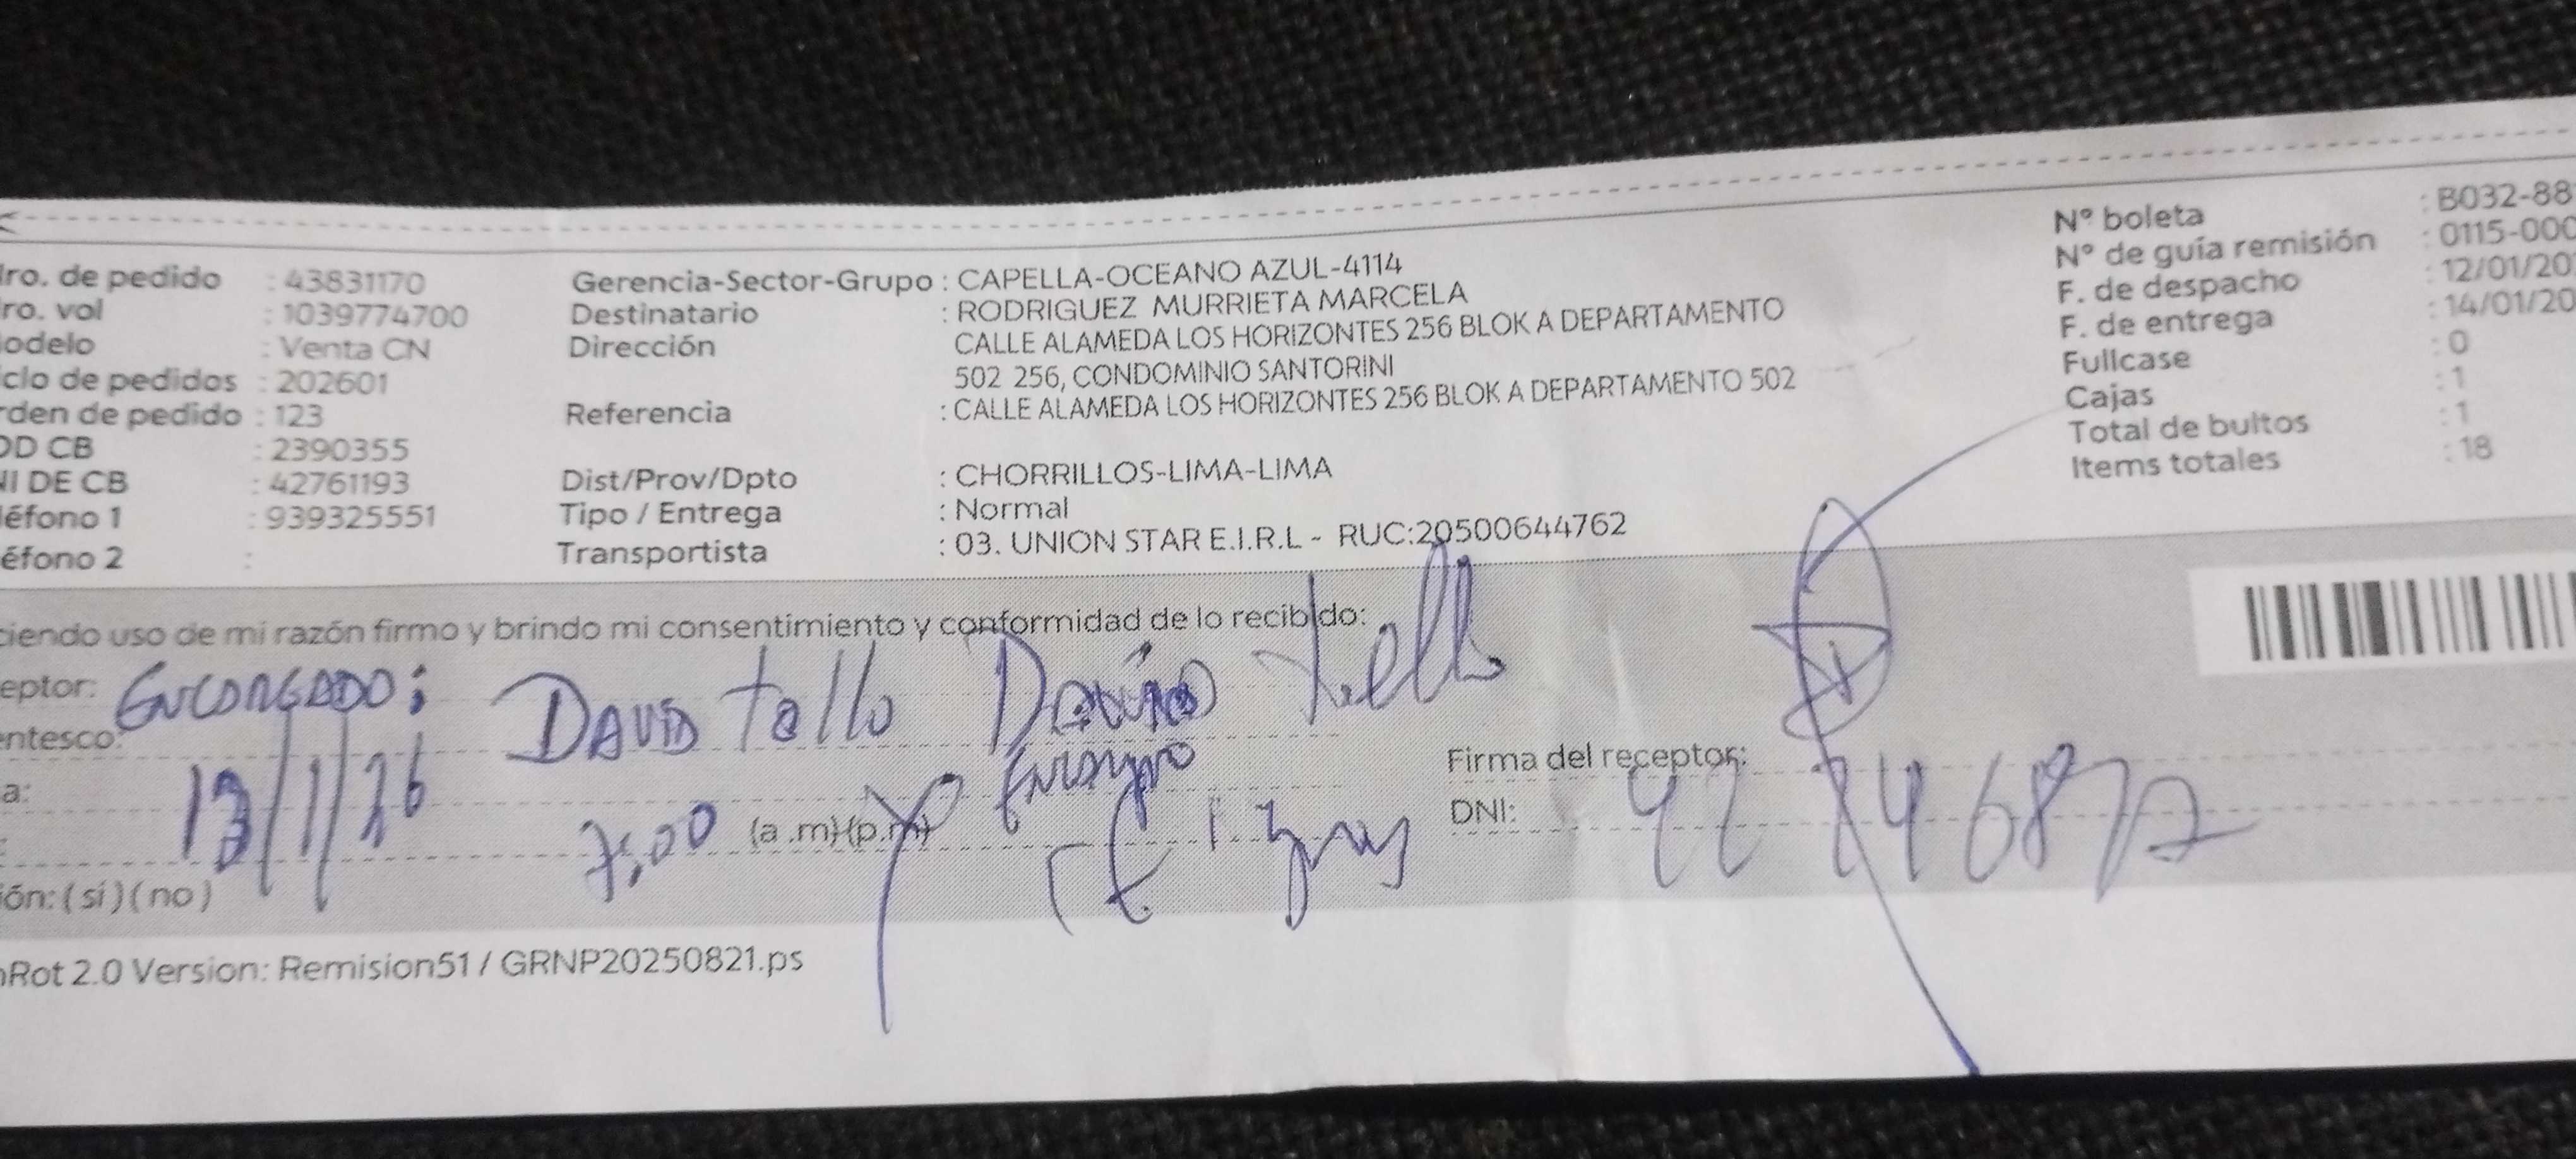 ro. de pedido : 43831170
ro. vol : 1039774700
odelo : Venta CN
clo de pedidos : 202601
rden de pedido : 123
OD CB : 2390355
NI DE CB : 42761193
léfono 1 : 939325551
éfono 2 :
Gerencia-Sector-Grupo : CAPELLA-OCEANO AZUL-4114
Destinatario : RODRIGUEZ MURRIETA MARCELA
Dirección CALLE ALAMEDA LOS HORIZONTES 256 BLOK A DEPARTAMENTO
502 256, CONDOMINIO SANTORINI
Referencia : CALLE ALAMEDA LOS HORIZONTES 256 BLOK A DEPARTAMENTO 502
Dist/Prov/Dpto : CHORRILLOS-LIMA-LIMA
Tipo / Entrega : Normal
Transportista : 03. UNION STAR E.I.R.L - RUC:20500644762
N° boleta : B032-88
N° de guía remisión : 0115-000
F. de despacho : 12/01/20
F. de entrega : 14/01/20
Fullcase : 0
Cajas : 1
Total de bultos : 1
Items totales : 18
ciendo uso de mi razón firmo y brindo mi consentimiento y conformidad de lo recibido:
eptor: ENCARGADO: DAVID tello David tello
entesco:
a: 13/1/26
7:00 (a .m)-(p.m)
Firma del receptor:
DNI:
ión: ( sí ) ( no )
Rot 2.0 Version: Remision51 / GRNP20250821.ps